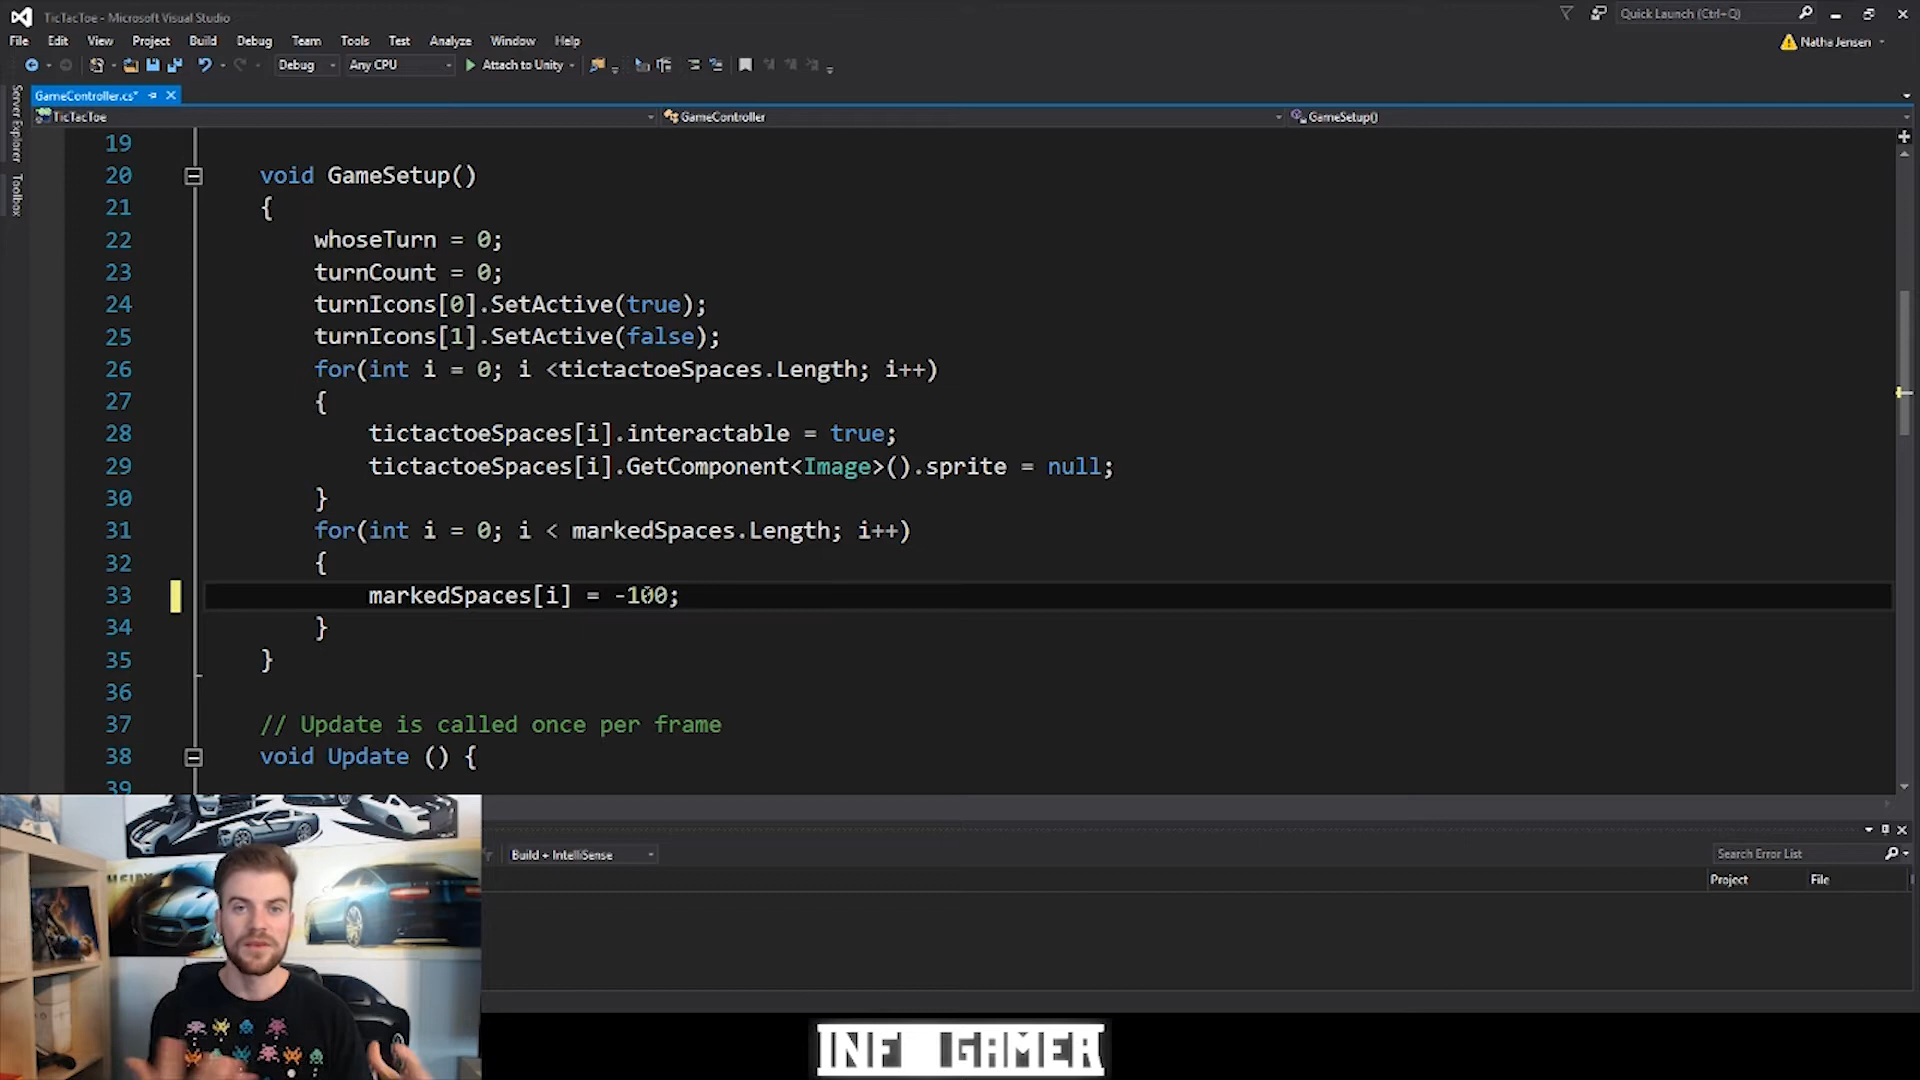 TicTacToe - Microsoft Visual Studio
Quick Launch (Ctrl+Q)
File Edit View Project Build Debug Team Tools Test Analyze Window Help
Natha Jensen
Debug Any CPU Attach to Unity
Server Explorer
Toolbox
GameController.cs*
TicTacToe GameController GameSetup()
19
20 void GameSetup()
21 {
22 whoseTurn = 0;
23 turnCount = 0;
24 turnIcons[0].SetActive(true);
25 turnIcons[1].SetActive(false);
26 for(int i = 0; i <tictactoeSpaces.Length; i++)
27 {
28 tictactoeSpaces[i].interactable = true;
29 tictactoeSpaces[i].GetComponent<Image>().sprite = null;
30 }
31 for(int i = 0; i < markedSpaces.Length; i++)
32 {
33 markedSpaces[i] = -100;
34 }
35 }
36
37 // Update is called once per frame
38 void Update () {
39
Build + IntelliSense
Search Error List
Project File
INF GAMER